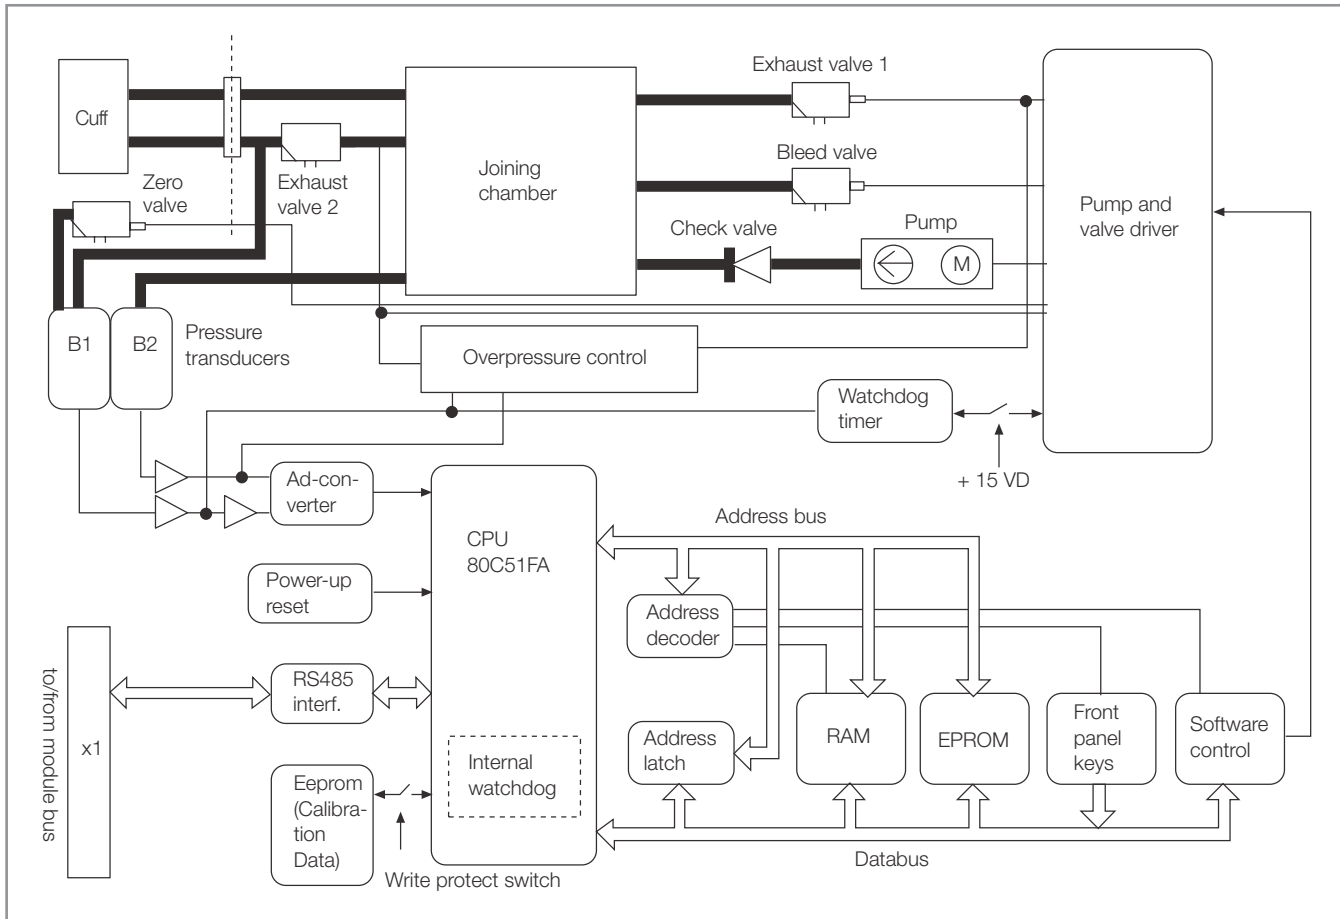 Exhaust valve 1
Cuff
Bleed valve
Zero
valve
Exhaust
valve 2
Joining
chamber
Pump and
valve driver
Check valve
Pump
M
B1
B2
Pressure
transducers
Overpressure control
Watchdog
timer
+ 15 VD
Ad-con-
verter
Address bus
CPU
80C51FA
Power-up
reset
Address
decoder
to/from module bus
x1
RS485
interf.
Address
latch
RAM
EPROM
Front
panel
keys
Software
control
Internal
watchdog
Eeprom
(Calibra-
tion
Data)
Databus
Write protect switch